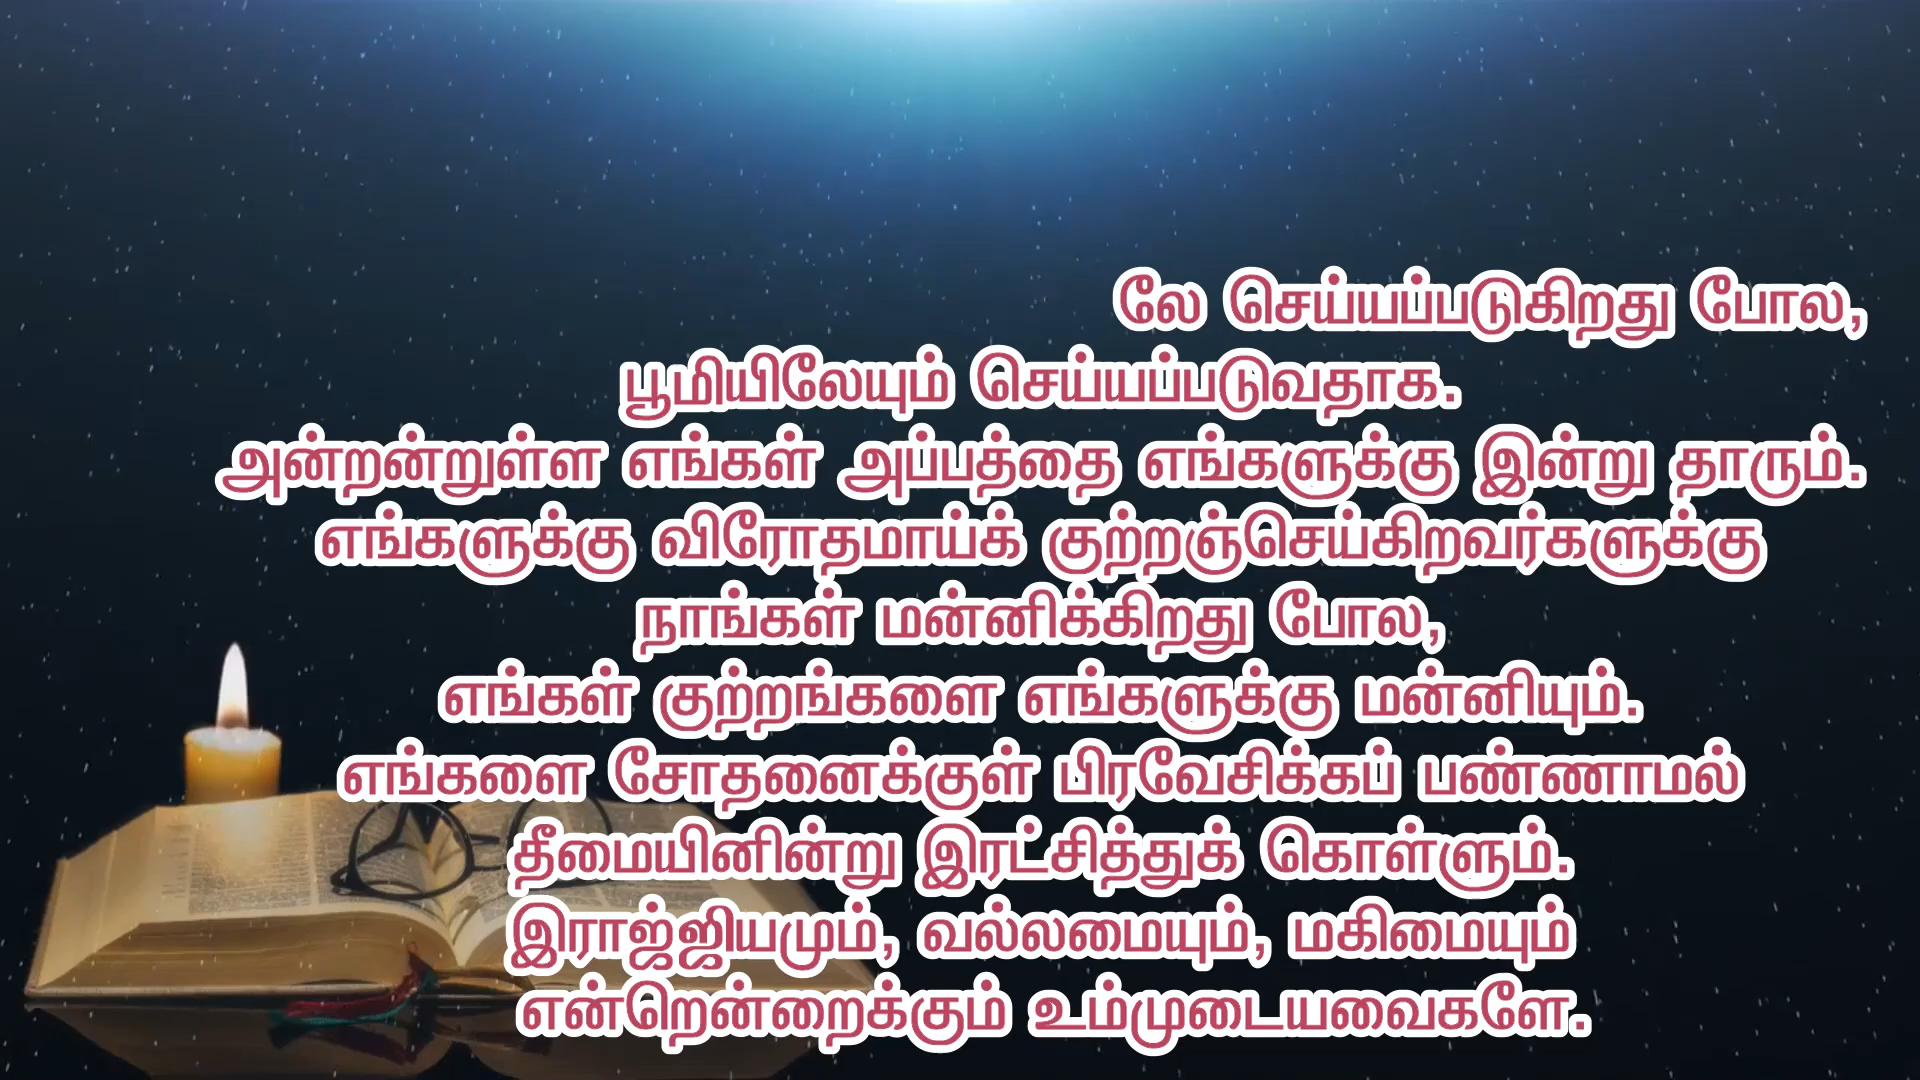 லே செய்யப்படுகிறது போல,
பூமியிலேயும் செய்யப்படுவதாக.
அன்றன்றுள்ள எங்கள் அப்பத்தை எங்களுக்கு இன்று தாரும்.
எங்களுக்கு விரோதமாய்க் குற்றஞ்செய்கிறவர்களுக்கு
நாங்கள் மன்னிக்கிறது போல,
எங்கள் குற்றங்களை எங்களுக்கு மன்னியும்.
எங்களை சோதனைக்குள் பிரவேசிக்கப் பண்ணாமல்
தீமையினின்று இரட்சித்துக் கொள்ளும்.
இராஜ்ஜியமும், வல்லமையும், மகிமையும்
என்றென்றைக்கும் உம்முடையவைகளே.